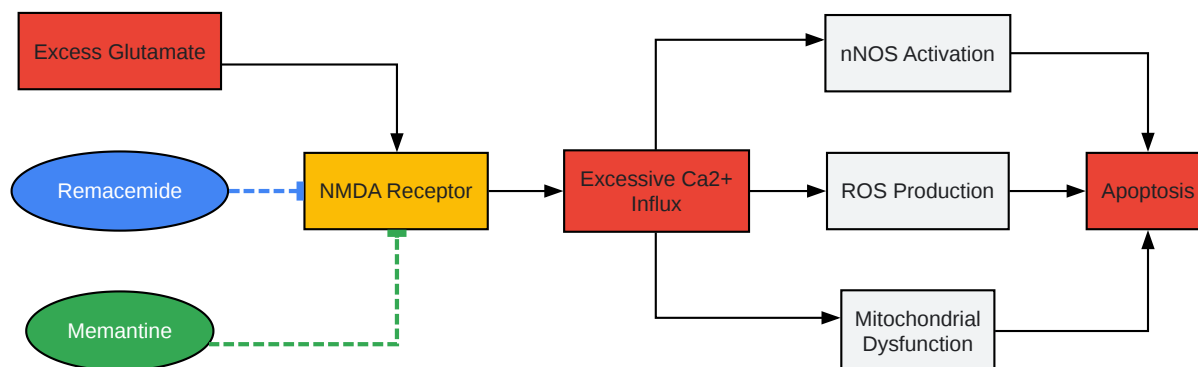 Excess Glutamate
nNOS Activation
Remacemide
NMDA Receptor
Excessive Ca2+
Influx
ROS Production
Apoptosis
Memantine
Mitochondrial
Dysfunction